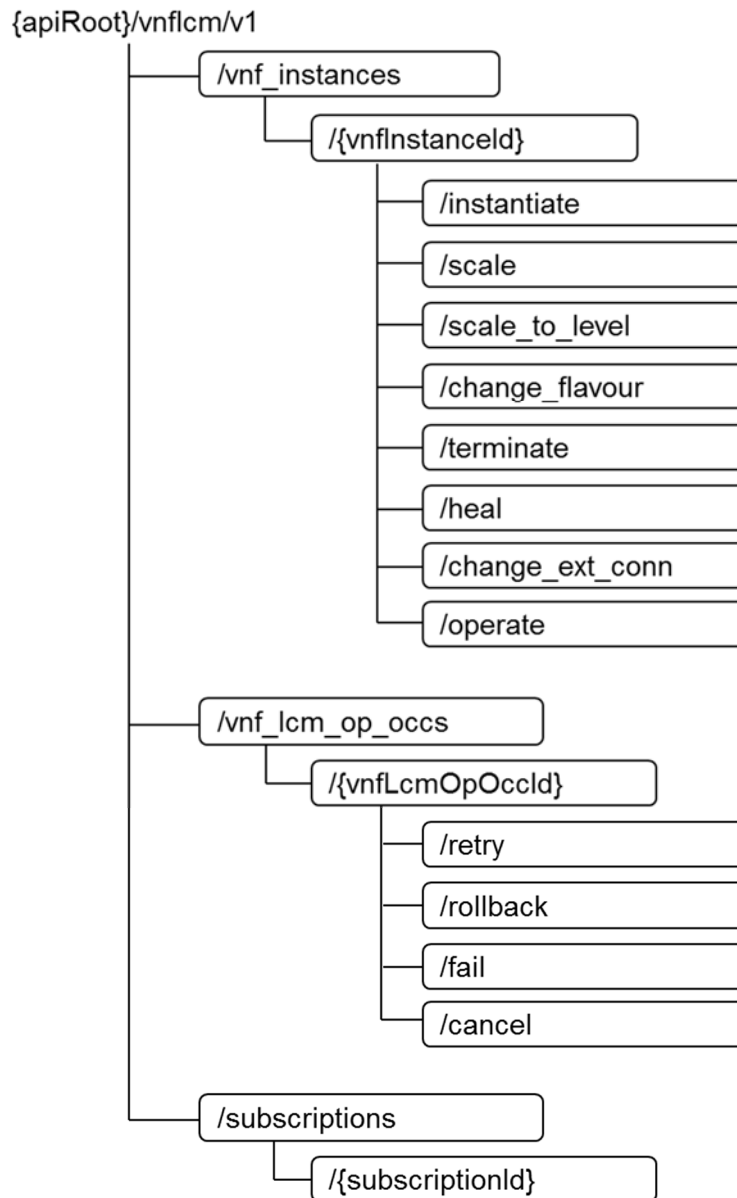 {apiRoot}/vnflcm/v1
/vnf_instances
/{vnfInstanceId}
/instantiate
/scale
/scale_to_level
/change_flavour
/terminate
/heal
/change_ext_conn
/operate
/vnf_lcm_op_occs
/{vnfLcmOpOccId}
/retry
/rollback
/fail
/cancel
/subscriptions
/{subscriptionId}